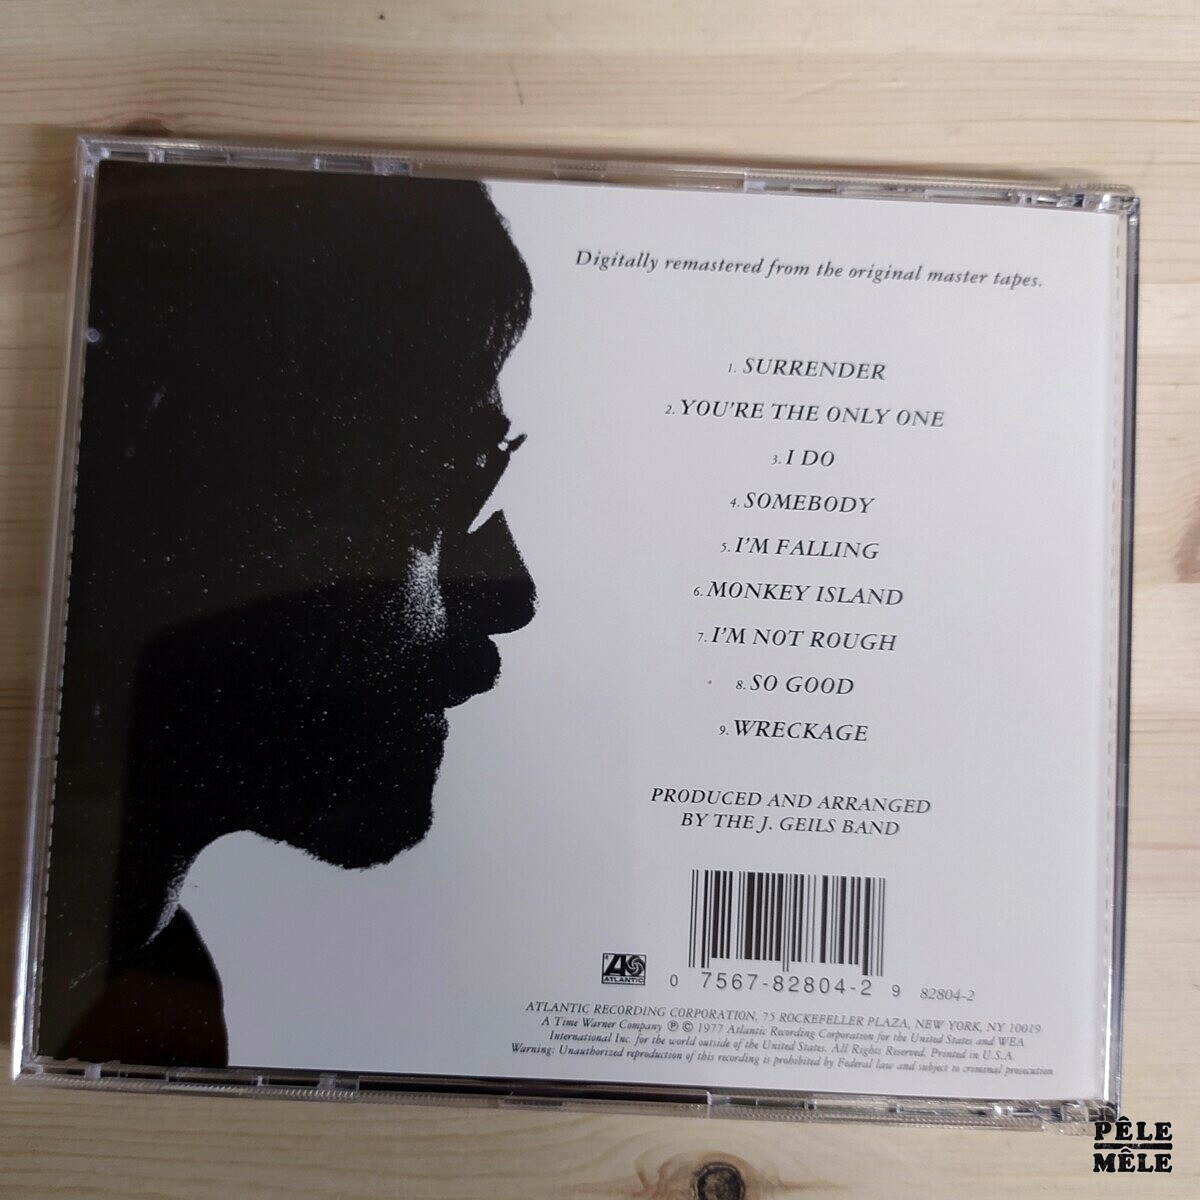 Digitally remastered from the original master tapes.
1. SURRENDER
2. YOU'RE THE ONLY ONE
3. I DO
4. SOMEBODY
5. I'M FALLING
6. MONKEY ISLAND
7. I'M NOT ROUGH
8. SO GOOD
9. WRECKAGE
PRODUCED AND ARRANGED
BY THE J. GEILS BAND
ATLANTIC
0 7567-82804-2 9 82804-2
ATLANTIC RECORDING CORPORATION, 75 ROCKEFELLER PLAZA, NEW YORK, NY 10019
A Time Warner Company ℗ © 1977 Atlantic Recording Corporation for the United States and WEA
International Inc. for the world outside of the United States. All Rights Reserved. Printed in U.S.A.
Warning: Unauthorized reproduction of this recording is prohibited by Federal law and subject to criminal prosecution
PÊLE
MÊLE